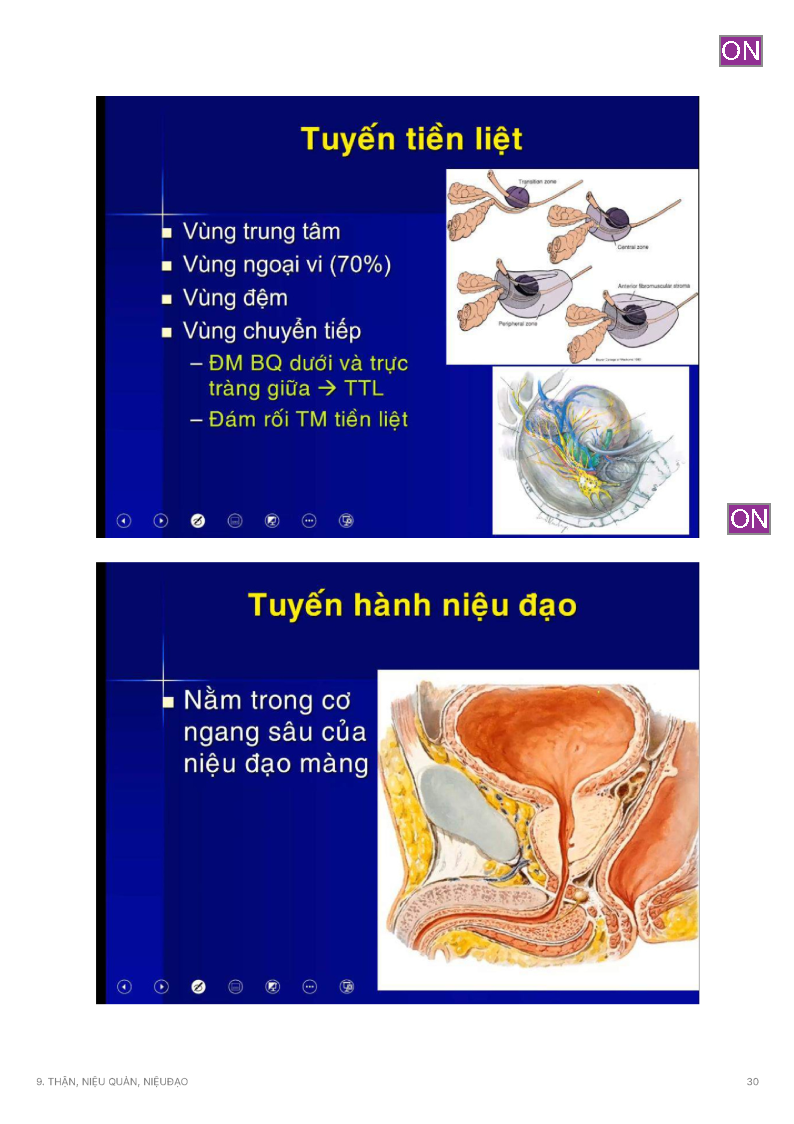 ON
Tuyến tiền liệt
Vùng trung tâm
Vùng ngoại vi (70%)
Vùng đệm
Vùng chuyển tiếp
– ĐM BQ dưới và trực
tràng giữa → TTL
– Đám rối TM tiền liệt
Transition zone
Central zone
Peripheral zone
Anterior fibromuscular stroma
ON
Tuyến hành niệu đạo
Nằm trong cơ
ngang sâu của
niệu đạo màng
9. THẬN, NIỆU QUẢN, NIỆUĐẠO
30